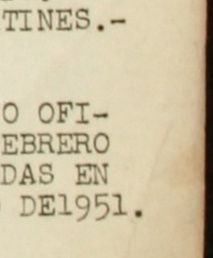 TINES.-
O OFI-
EBRERO
DAS EN
DE1951.